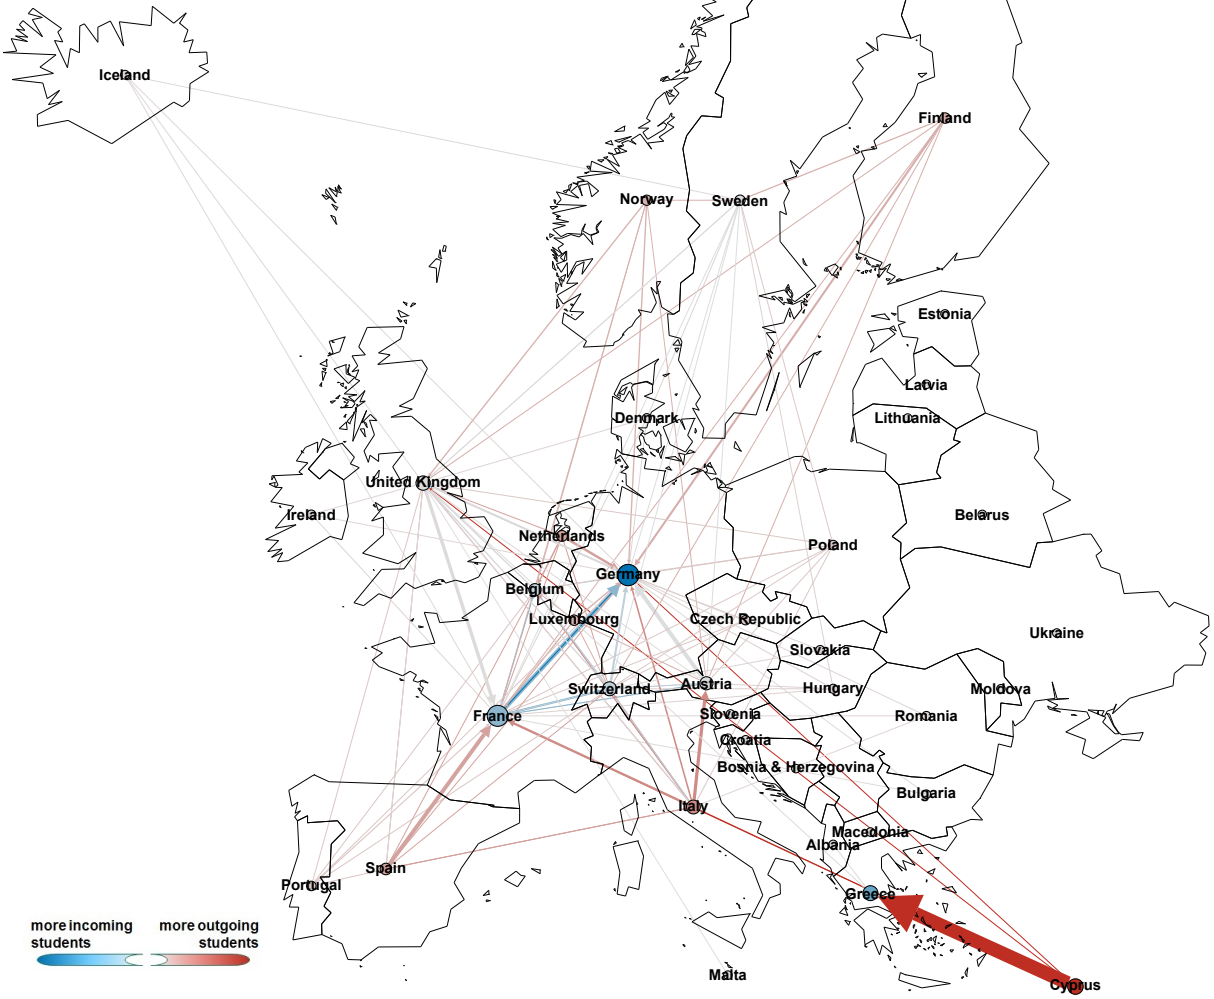 Iceland
Finland
Norway
Sweden
Estonia
Latvia
Denmark
Lithuania
United Kingdom
Ireland
Belarus
Netherlands
Poland
Germany
Belgium
Luxembourg
Czech Republic
Ukraine
Slovakia
Switzerland
Austria
Hungary
Moldova
France
Slovenia
Romania
Croatia
Bosnia & Herzegovina
Bulgaria
Italy
Macedonia
Albania
Spain
Portugal
Greece
more incoming
students
more outgoing
students
Malta
Cyprus